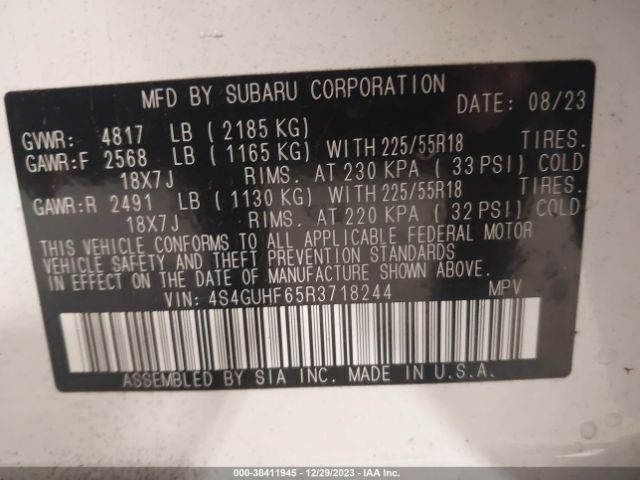 MFD BY SUBARU CORPORATION DATE: 08/23
GVWR: 4817 LB (2185 KG)
GAWR:F 2568 LB (1165 KG) WITH 225/55R18 TIRES.
18X7J RIMS. AT 230 KPA (33 PSI) COLD
GAWR:R 2491 LB (1130 KG) WITH 225/55R18 TIRES.
18X7J RIMS. AT 220 KPA (32 PSI) COLD
THIS VEHICLE CONFORMS TO ALL APPLICABLE FEDERAL MOTOR
VEHICLE SAFETY AND THEFT PREVENTION STANDARDS
IN EFFECT ON THE DATE OF MANUFACTURE SHOWN ABOVE.
VIN: 4S4GUHF65R3718244 MPV
ASSEMBLED BY SIA INC. MADE IN U.S.A.
000-38411945 | 12/29/2023 | IAA Inc.